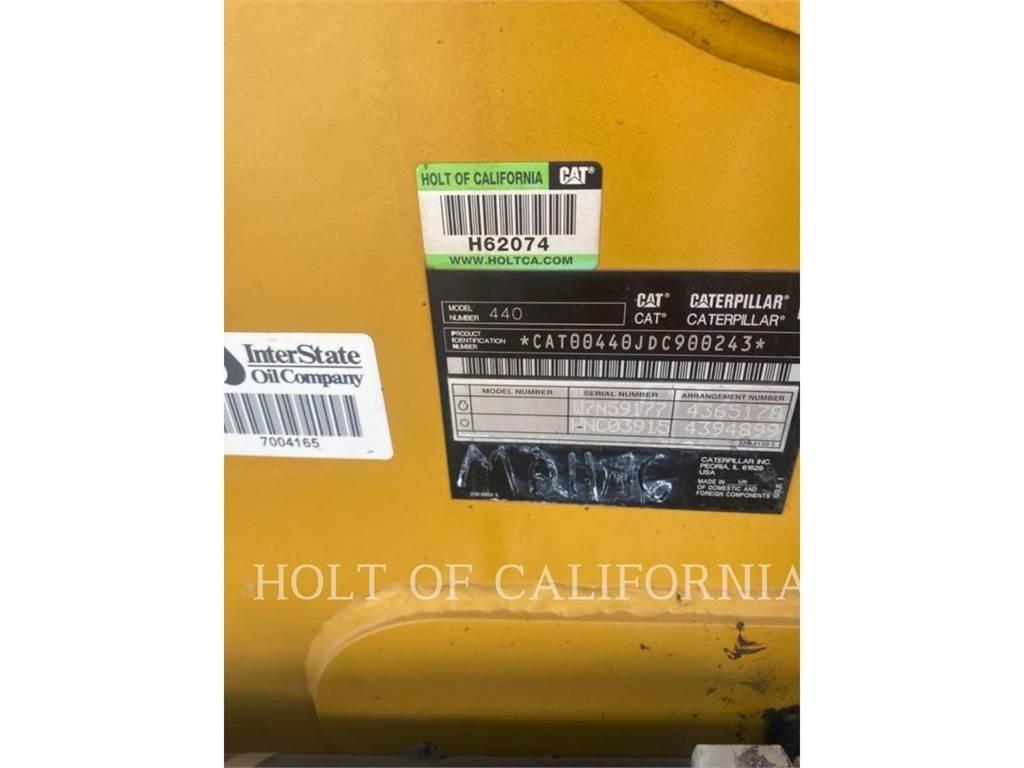 HOLT OF CALIFORNIA CAT®
H62074
WWW.HOLTCA.COM
MODEL NUMBER 440
CAT® CATERPILLAR®
CAT® CATERPILLAR®
PRODUCT IDENTIFICATION NUMBER *CAT00440JDC900243*
MODEL NUMBER SERIAL NUMBER ARRANGEMENT NUMBER
W7N59177 4365178
HNC03915 4394899
CATERPILLAR INC.
PEORIA, IL 61629
USA
MADE IN UK
OF DOMESTIC AND
FOREIGN COMPONENTS
InterState
Oil Company
7004165
HOLT OF CALIFORNIA